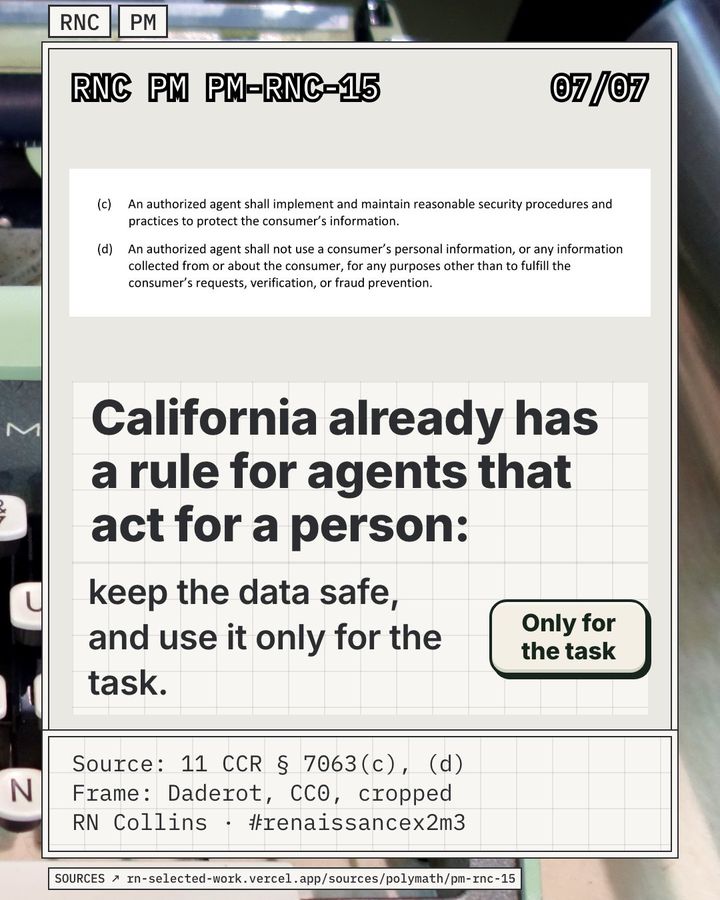 RNC PM
RNC PM PM-RNC-15 07/07
(c) An authorized agent shall implement and maintain reasonable security procedures and
practices to protect the consumer’s information.
(d) An authorized agent shall not use a consumer’s personal information, or any information
collected from or about the consumer, for any purposes other than to fulfill the
consumer’s requests, verification, or fraud prevention.
California already has
a rule for agents that
act for a person:
keep the data safe,
and use it only for the
task.
Only for
the task
M
&
7
U
N
Source: 11 CCR § 7063(c), (d)
Frame: Daderot, CC0, cropped
RN Collins · #renaissancex2m3
SOURCES ↗ rn-selected-work.vercel.app/sources/polymath/pm-rnc-15